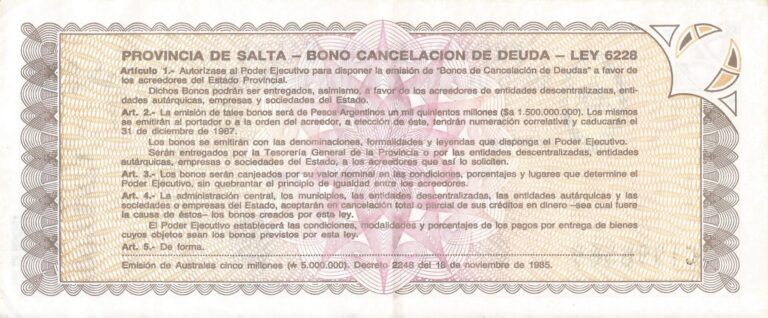 PROVINCIA DE SALTA – BONO CANCELACION DE DEUDA – LEY 6228
Artículo 1.- Autorízase al Poder Ejecutivo para disponer la emisión de "Bonos de Cancelación de Deudas" a favor de
los acreedores del Estado Provincial.
Dichos Bonos podrán ser entregados, asimismo, a favor de los acreedores de entidades descentralizadas, enti-
dades autárquicas, empresas y sociedades del Estado.
Art. 2.- La emisión de tales bonos será de Pesos Argentinos un mil quinientos millones ($a 1.500.000.000). Los mismos
se emitirán al portador o a la orden del acreedor, a elección de éste, tendrán numeración correlativa y caducarán el
31 de diciembre de 1987.
Los bonos se emitirán con las denominaciones, formalidades y leyendas que disponga el Poder Ejecutivo.
Serán entregados por la Tesorería General de la Provincia o por las entidades descentralizadas, entidades
autárquicas, empresas o sociedades del Estado, a los acreedores que así lo soliciten.
Art. 3.- Los bonos serán canjeados por su valor nominal en las condiciones, porcentajes y lugares que determine el
Poder Ejecutivo, sin quebrantar el principio de igualdad entre los acreedores.
Art. 4.- La administración central, los municipios, las entidades descentralizadas, las entidades autárquicas y las
sociedades o empresas del Estado, aceptarán en cancelación total o parcial de sus créditos en dinero –sea cual fuere
la causa de éstos– los bonos creados por esta ley.
El Poder Ejecutivo establecerá las condiciones, modalidades y porcentajes de los pagos por entrega de bienes
cuyos objetos sean los bonos previstos por esta ley.
Art. 5.- De forma.
Emisión de Australes cinco millones (₳ 5.000.000). Decreto 2248 del 18 de noviembre de 1985.